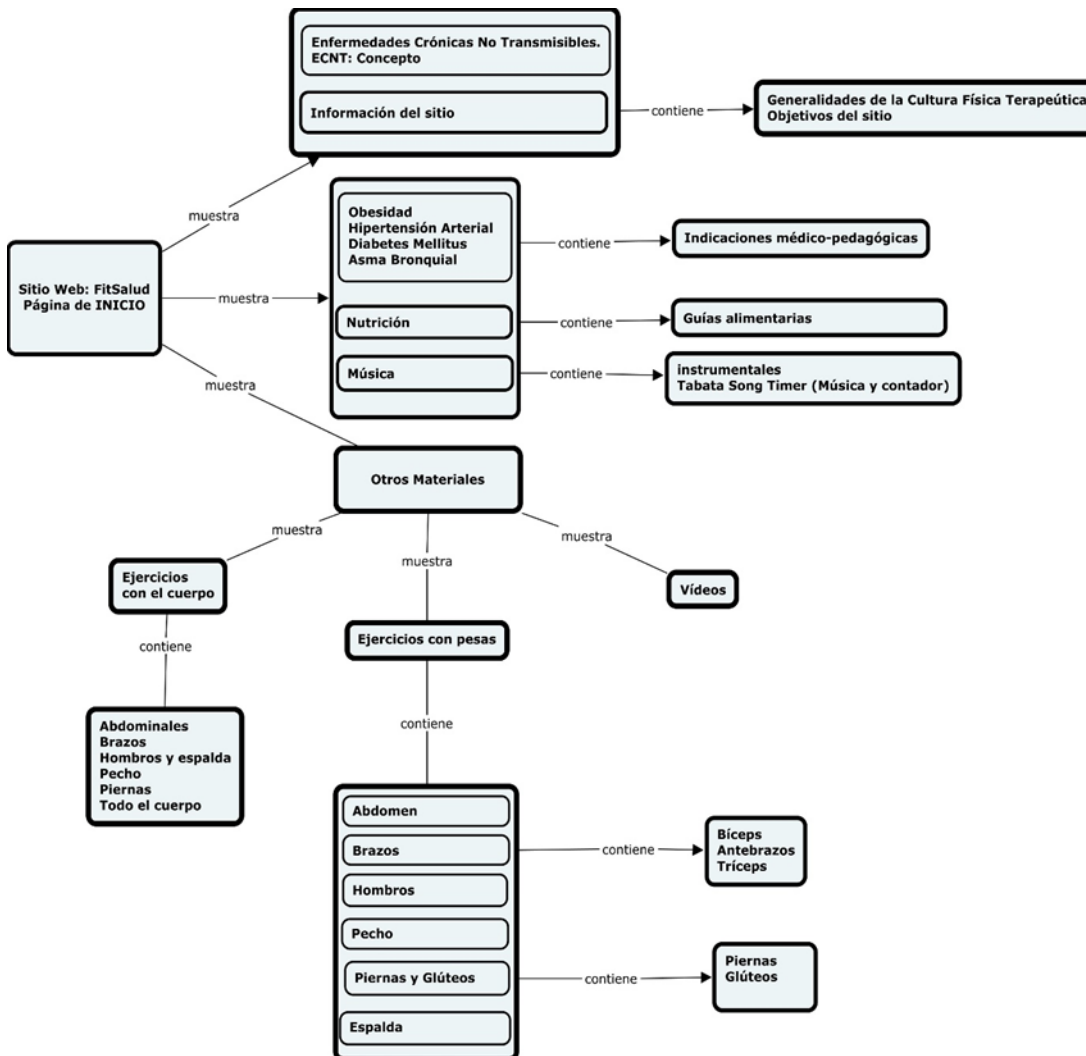 Enfermedades Crónicas No Transmisibles.
ECNT: Concepto
Información del sitio
contiene
Generalidades de la Cultura Física Terapeútica
Objetivos del sitio
muestra
Sitio Web: FitSalud
Página de INICIO
muestra
Obesidad
Hipertensión Arterial
Diabetes Mellitus
Asma Bronquial
contiene
Indicaciones médico-pedagógicas
Nutrición
contiene
Guías alimentarias
Música
contiene
instrumentales
Tabata Song Timer (Música y contador)
muestra
Otros Materiales
muestra
muestra
muestra
Ejercicios
con el cuerpo
Ejercicios con pesas
Vídeos
contiene
Abdominales
Brazos
Hombros y espalda
Pecho
Piernas
Todo el cuerpo
contiene
Abdomen
Brazos
contiene
Bíceps
Antebrazos
Tríceps
Hombros
Pecho
Piernas y Glúteos
contiene
Piernas
Glúteos
Espalda